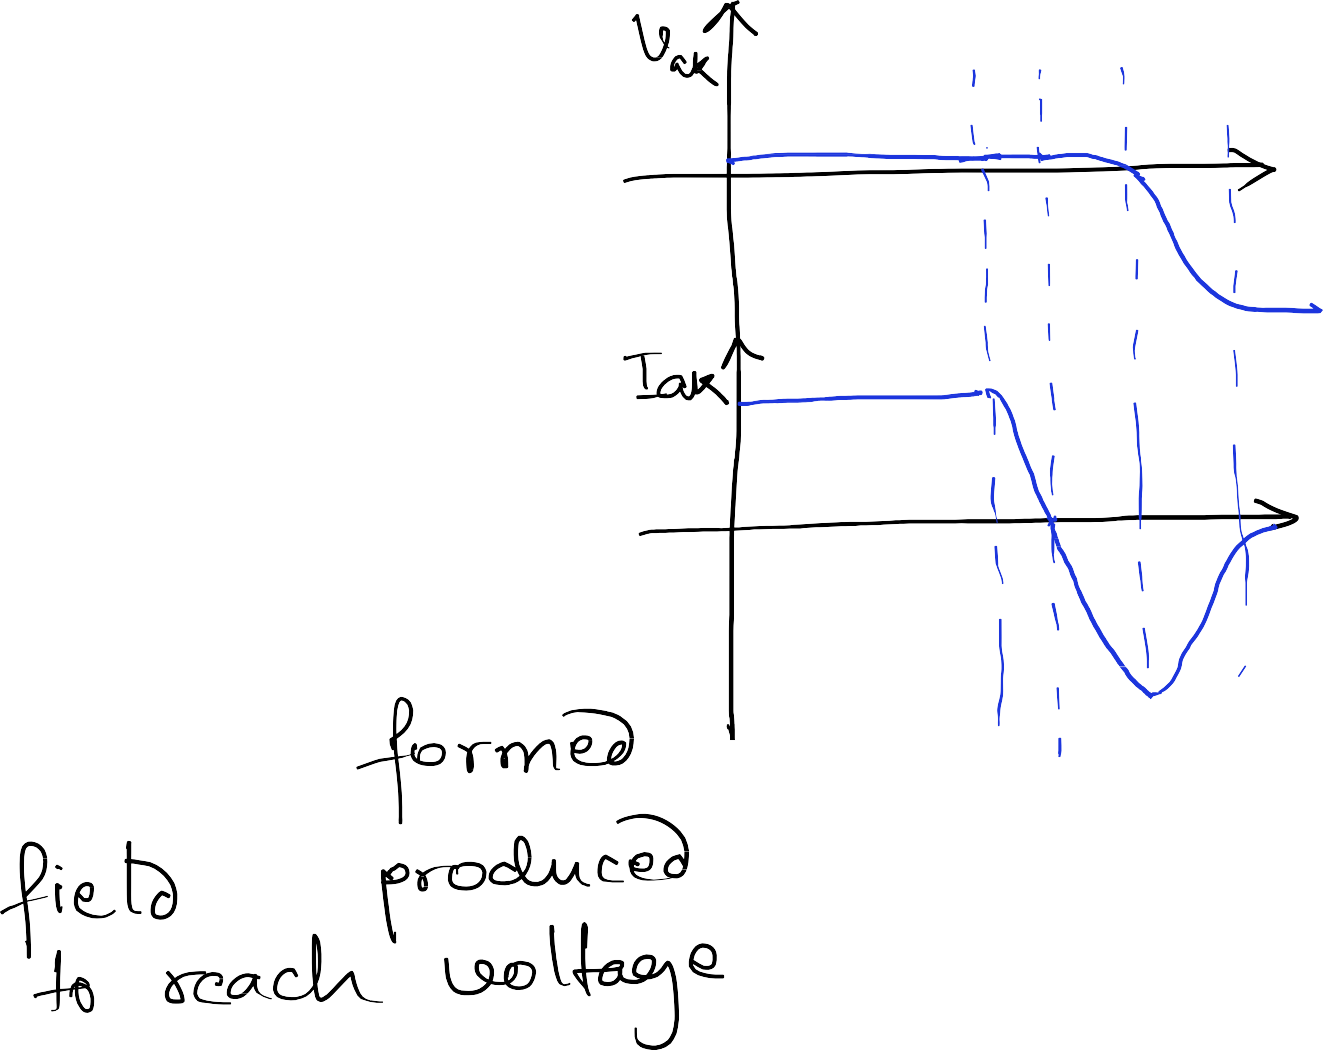 Vak
Iak
formed
field produced
to reach voltage